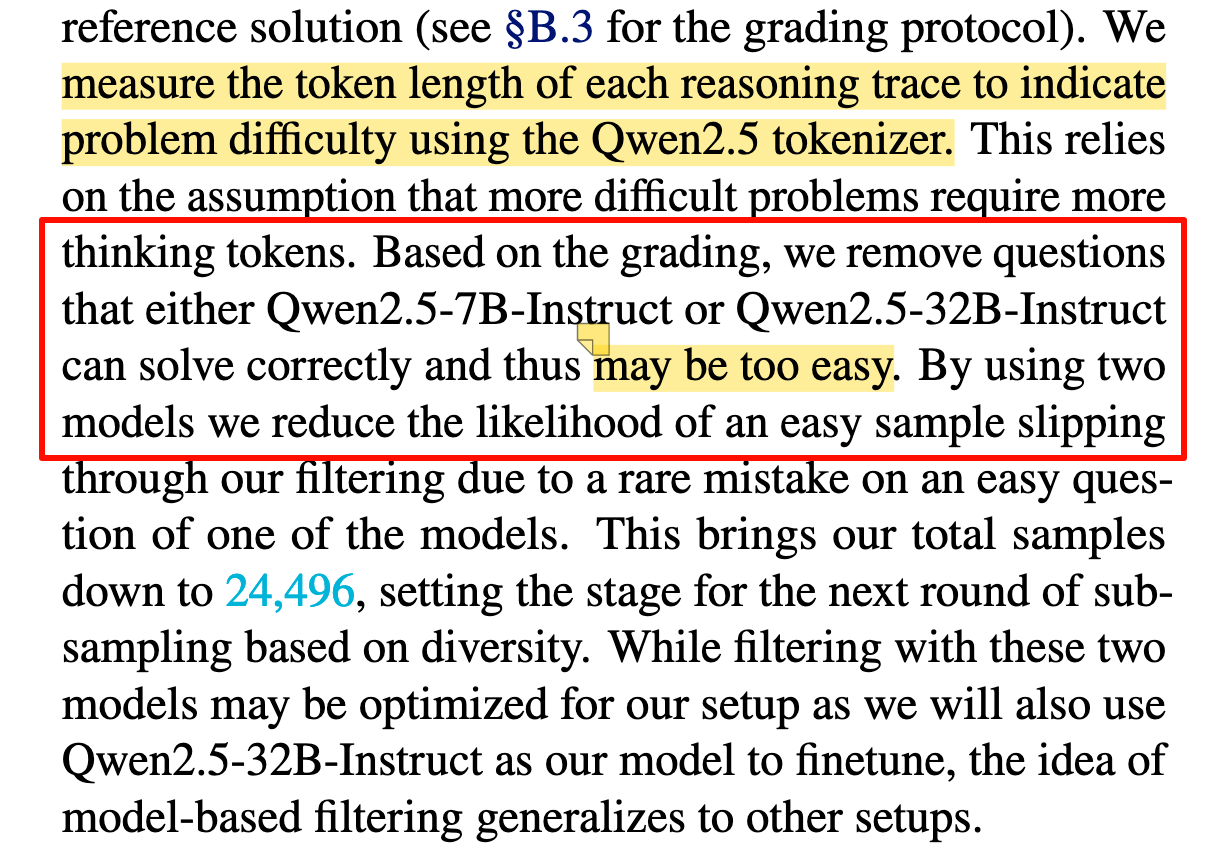 reference solution (see §B.3 for the grading protocol). We
measure the token length of each reasoning trace to indicate
problem difficulty using the Qwen2.5 tokenizer. This relies
on the assumption that more difficult problems require more
thinking tokens. Based on the grading, we remove questions
that either Qwen2.5-7B-Instruct or Qwen2.5-32B-Instruct
can solve correctly and thus may be too easy. By using two
models we reduce the likelihood of an easy sample slipping
through our filtering due to a rare mistake on an easy ques-
tion of one of the models. This brings our total samples
down to 24,496, setting the stage for the next round of sub-
sampling based on diversity. While filtering with these two
models may be optimized for our setup as we will also use
Qwen2.5-32B-Instruct as our model to finetune, the idea of
model-based filtering generalizes to other setups.